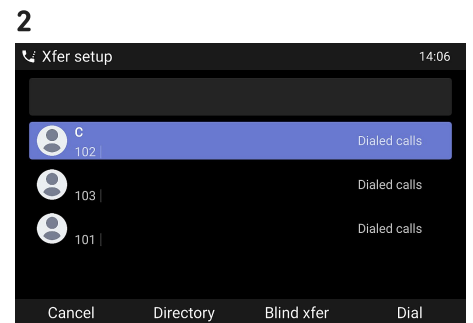 2
Xfer setup 14:06
C
102 Dialed calls
103 Dialed calls
101 Dialed calls
Cancel Directory Blind xfer Dial